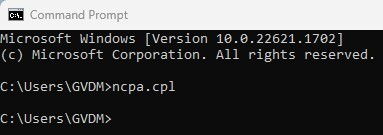 Command Prompt
Microsoft Windows [Version 10.0.22621.1702]
(c) Microsoft Corporation. All rights reserved.
C:\Users\GVDM>ncpa.cpl
C:\Users\GVDM>